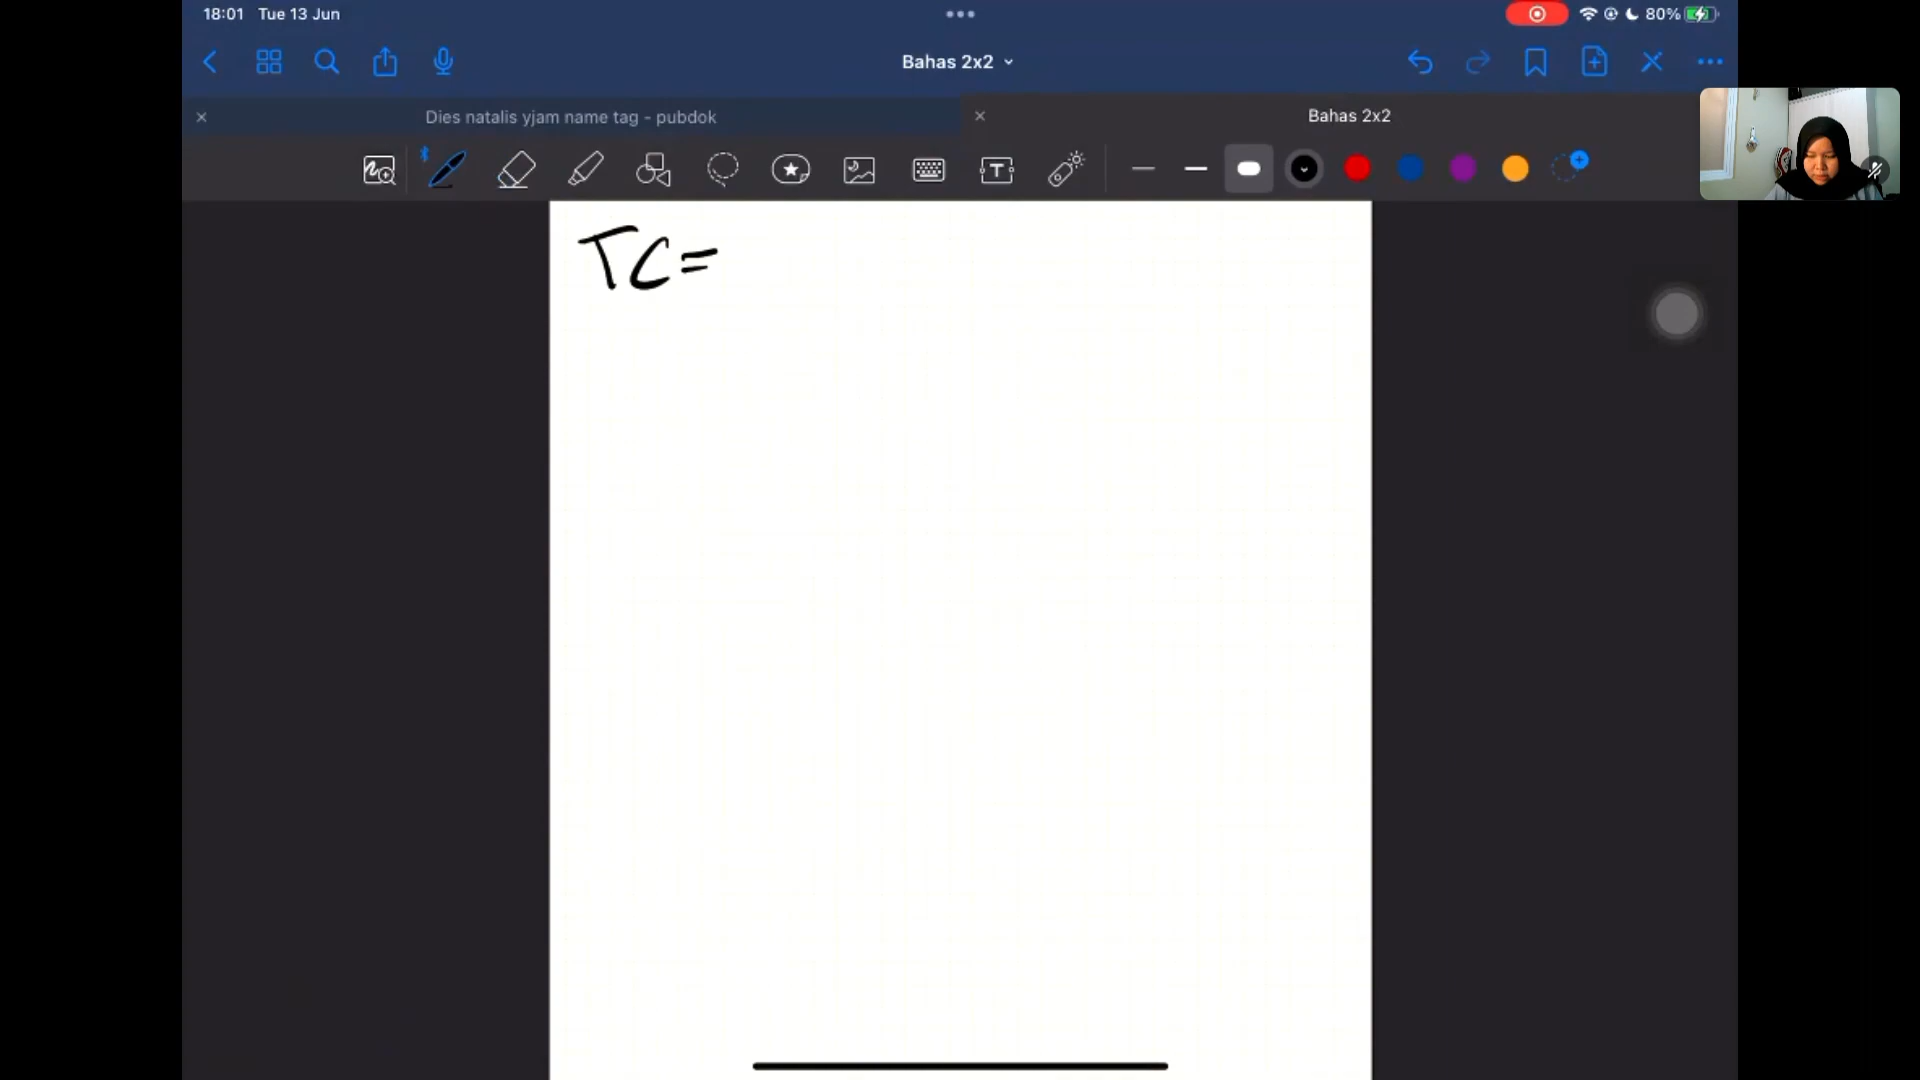 18:01 Tue 13 Jun
80%
Bahas 2x2
Dies natalis yjam name tag - pubdok
Bahas 2x2
TC=